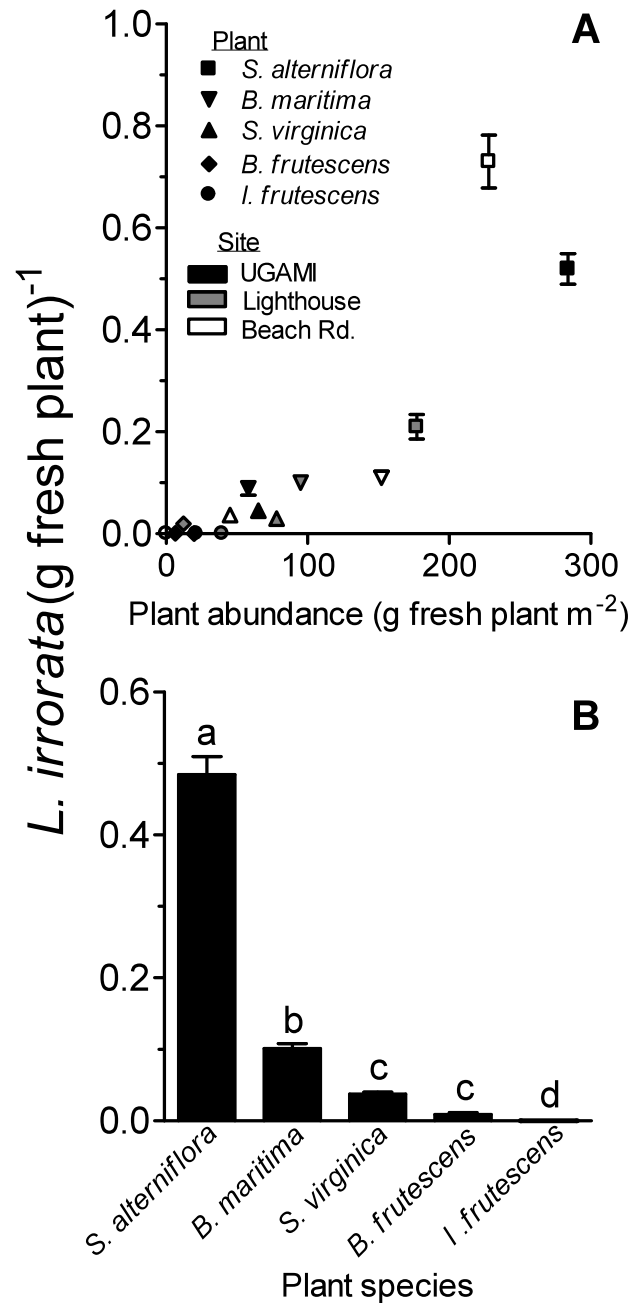 A
1.0
0.8
0.6
0.4
0.2
0.0
Plant
S. alterniflora
B. maritima
S. virginica
B. frutescens
I. frutescens
Site
UGAMI
Lighthouse
Beach Rd.
0 100 200 300
Plant abundance (g fresh plant m-2)
L. irrorata(g fresh plant)-1
B
0.6
0.4
0.2
0.0
a
b
c
c
d
S. alterniflora
B. maritima
S. virginica
B. frutescens
I .frutescens
Plant species